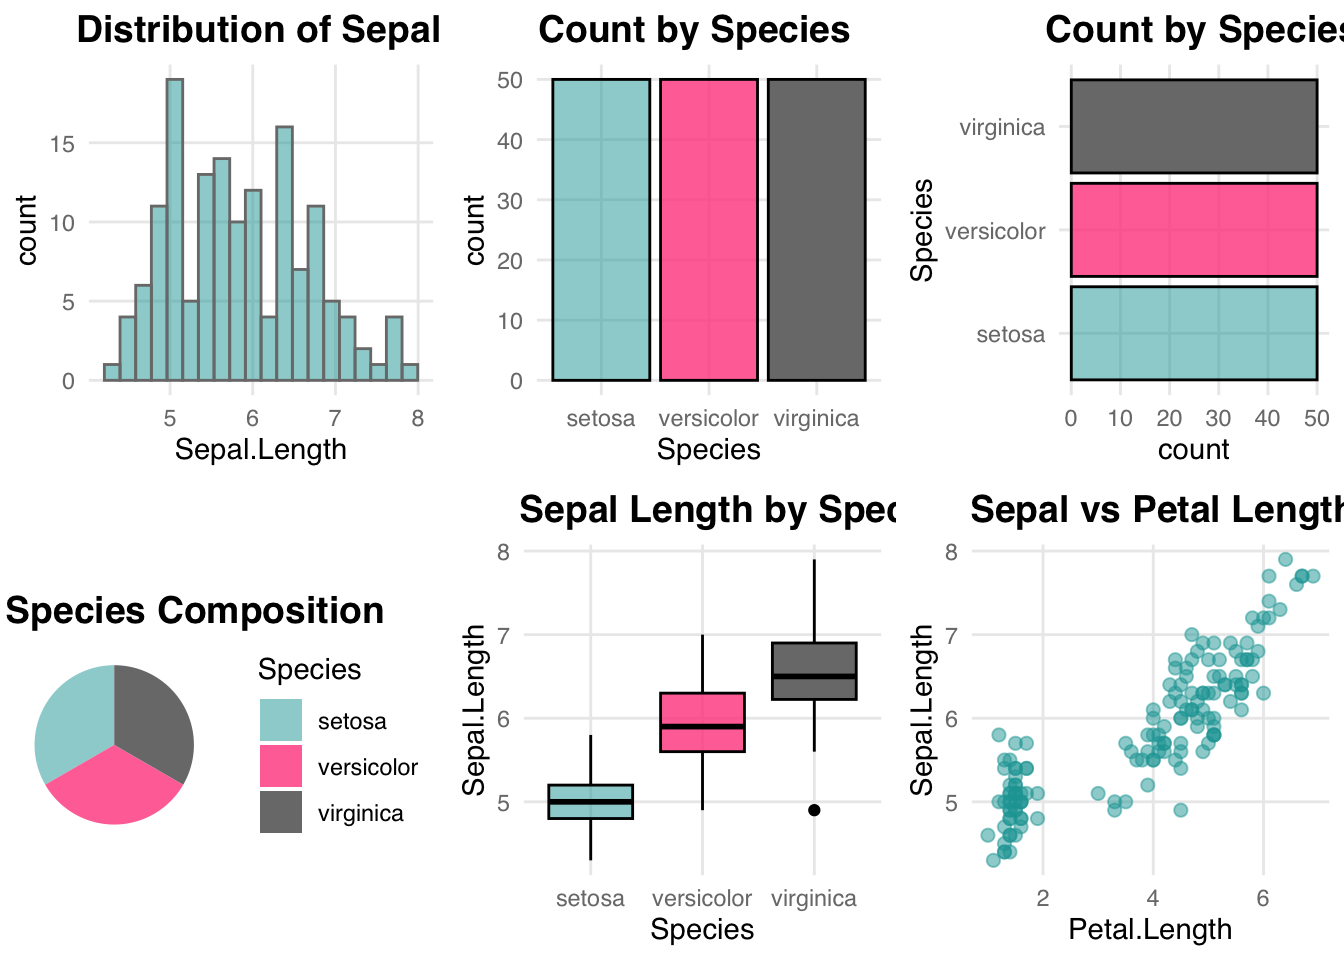 Distribution of Sepal
count
15
10
5
0
5 6 7 8
Sepal.Length
Count by Species
count
50
40
30
20
10
0
setosa versicolor virginica
Species
Count by Species
Species
virginica
versicolor
setosa
0 10 20 30 40 50
count
Species Composition
Species
setosa
versicolor
virginica
Sepal Length by Spec
Sepal.Length
8
7
6
5
setosa versicolor virginica
Species
Sepal vs Petal Length
Sepal.Length
8
7
6
5
2 4 6
Petal.Length